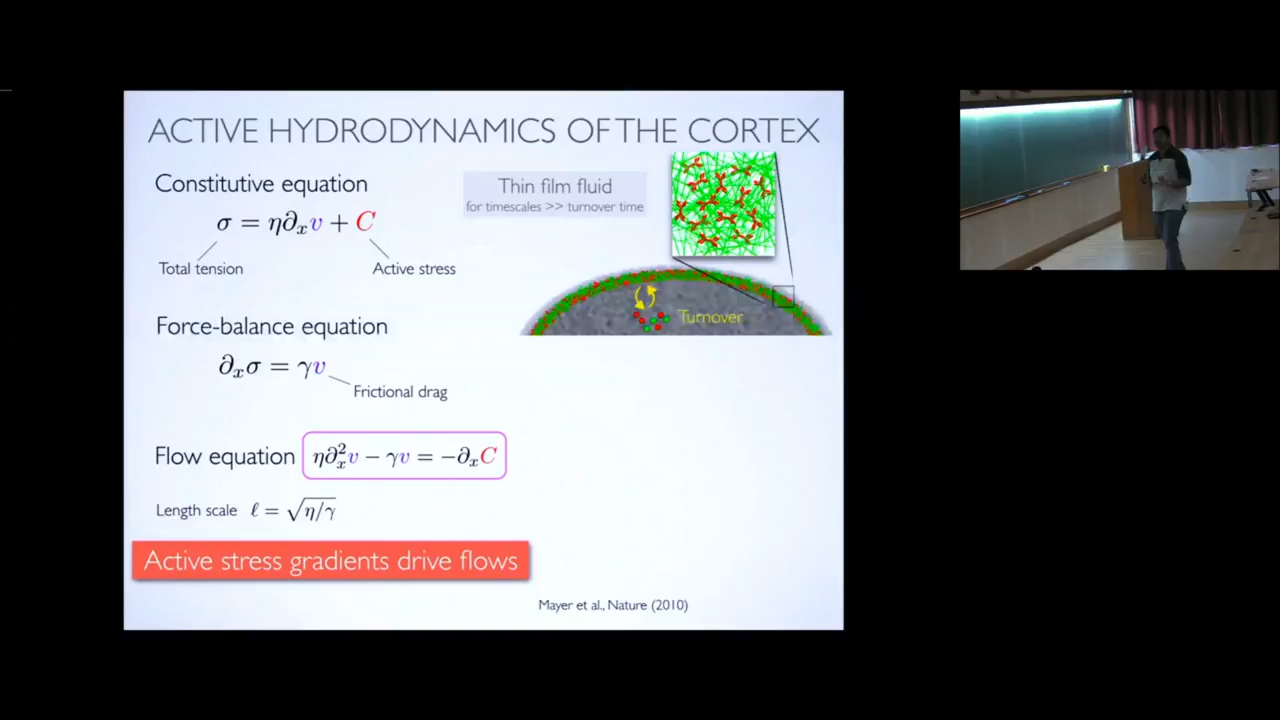 ACTIVE HYDRODYNAMICS OF THE CORTEX
Constitutive equation
σ = η∂ₓv + C
Total tension
Active stress
Thin film fluid
for timescales >> turnover time
Turnover
Force-balance equation
∂ₓσ = γv
Frictional drag
Flow equation η∂ₓ²v − γv = −∂ₓC
Length scale ℓ = √η/γ
Active stress gradients drive flows
Mayer et al., Nature (2010)